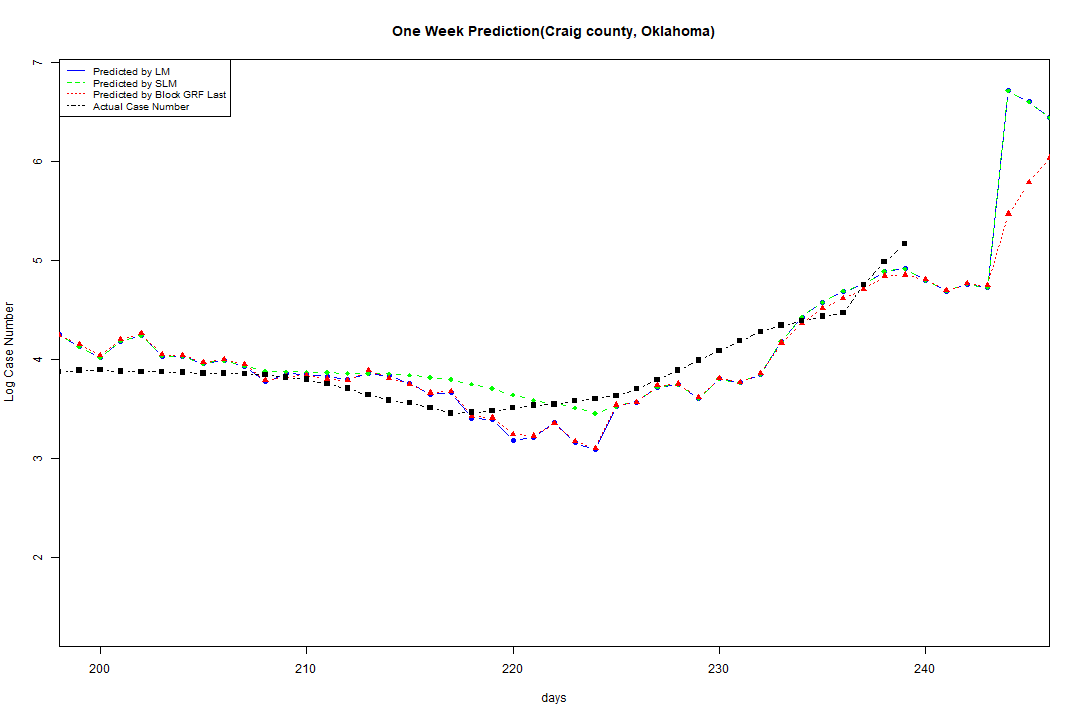 One Week Prediction(Craig county, Oklahoma)
Predicted by LM
Predicted by SLM
Predicted by Block GRF Last
Actual Case Number
7
6
5
4
3
2
Log Case Number
200 210 220 230 240
days